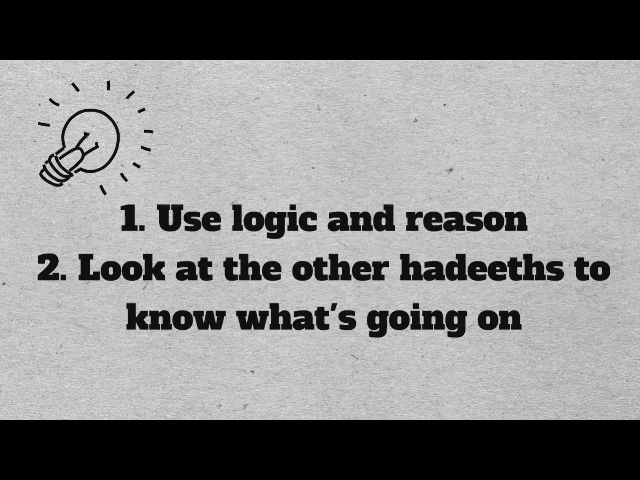 1. Use logic and reason
2. Look at the other hadeeths to
know what's going on